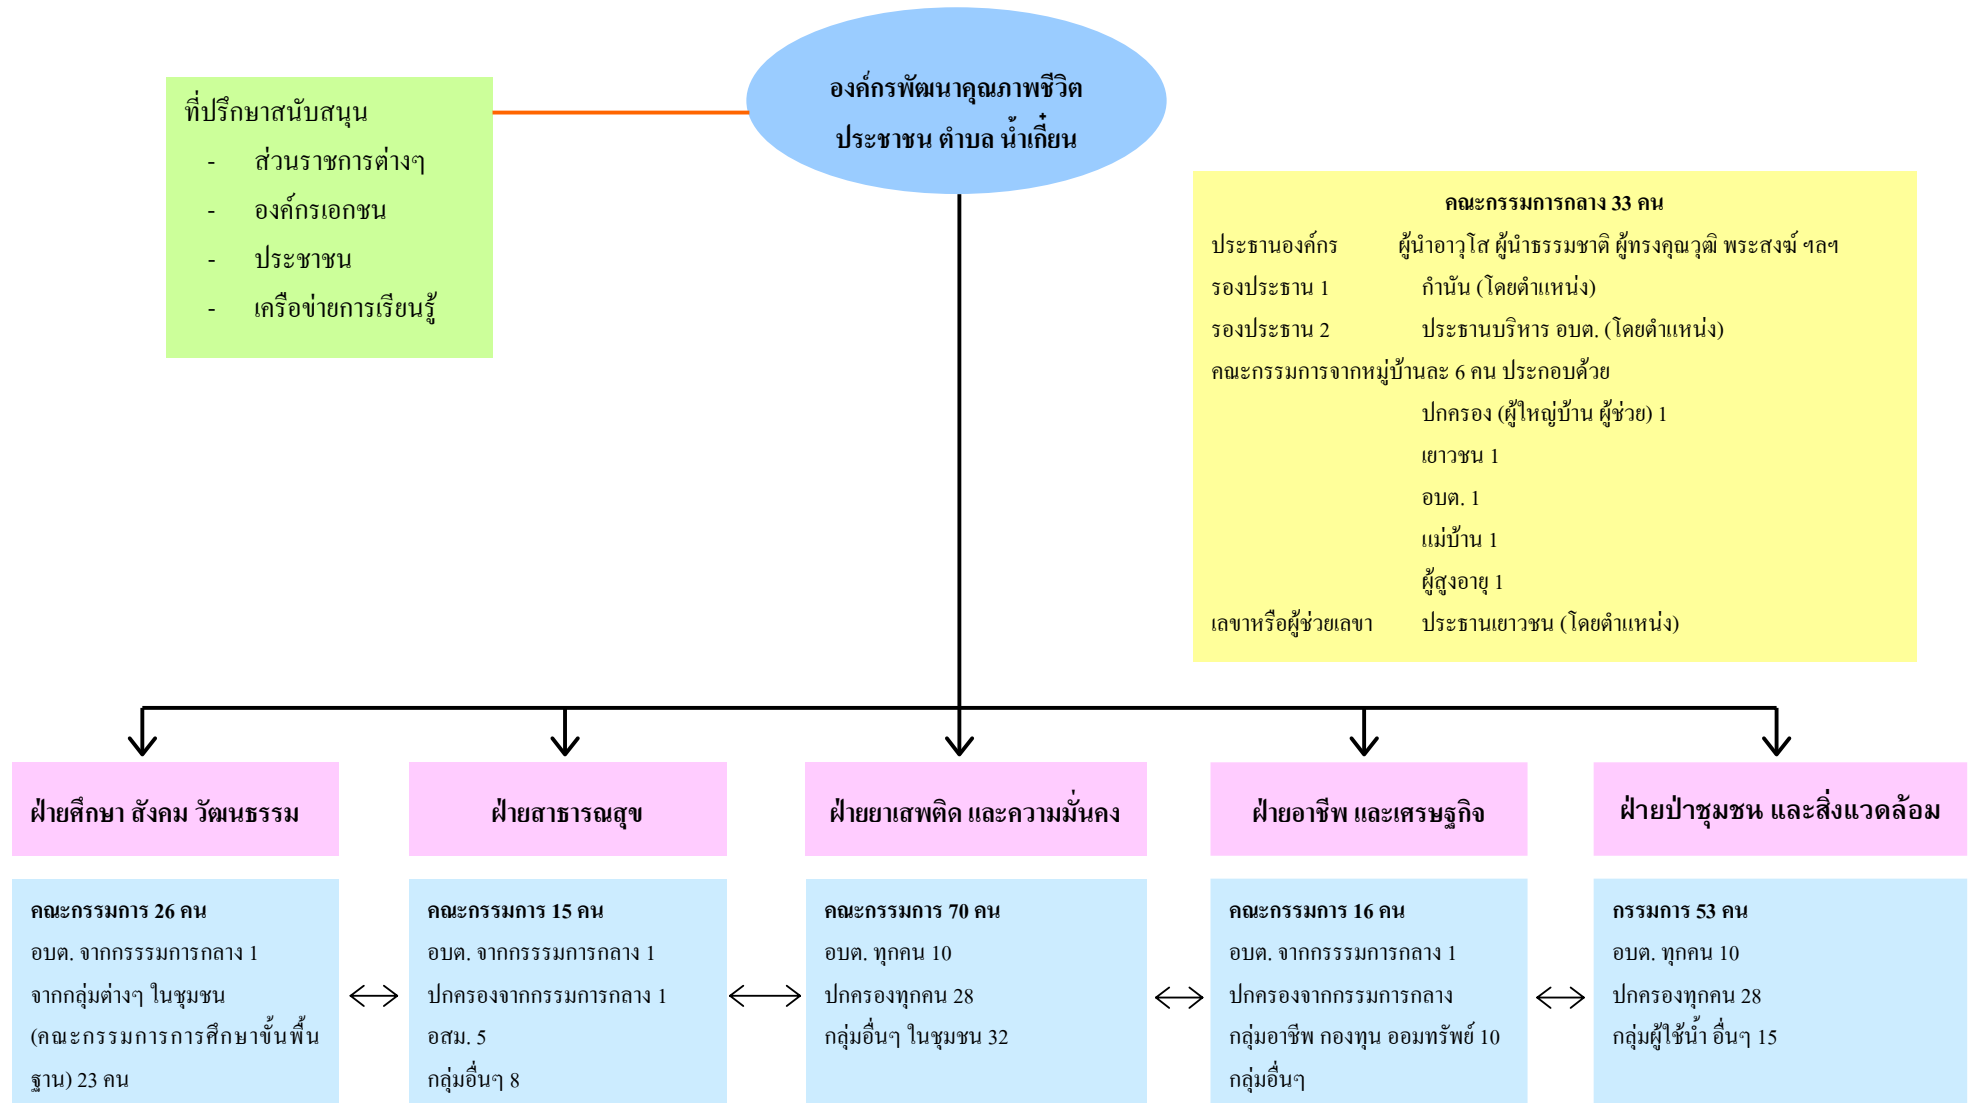 องค์กรพัฒนาคุณภาพชีวิต
ประชาชน ตำบล น้ำเกี๋ยน
ที่ปรึกษาสนับสนุน
- ส่วนราชการต่างๆ
- องค์กรเอกชน
- ประชาชน
- เครือข่ายการเรียนรู้
คณะกรรมการกลาง 33 คน
ประธานองค์กร ผู้นำอาวุโส ผู้นำธรรมชาติ ผู้ทรงคุณวุฒิ พระสงฆ์ ฯลฯ
รองประธาน 1 กำนัน (โดยตำแหน่ง)
รองประธาน 2 ประธานบริหาร อบต. (โดยตำแหน่ง)
คณะกรรมการจากหมู่บ้านละ 6 คน ประกอบด้วย
ปกครอง (ผู้ใหญ่บ้าน ผู้ช่วย) 1
เยาวชน 1
อบต. 1
แม่บ้าน 1
ผู้สูงอายุ 1
เลขาหรือผู้ช่วยเลขา ประธานเยาวชน (โดยตำแหน่ง)
ฝ่ายศึกษา สังคม วัฒนธรรม
คณะกรรมการ 26 คน
อบต. จากกรรรมการกลาง 1
จากกลุ่มต่างๆ ในชุมชน
(คณะกรรมการการศึกษาขั้นพื้น
ฐาน) 23 คน
ฝ่ายสาธารณสุข
คณะกรรมการ 15 คน
อบต. จากกรรรมการกลาง 1
ปกครองจากกรรมการกลาง 1
อสม. 5
กลุ่มอื่นๆ 8
ฝ่ายยาเสพติด และความมั่นคง
คณะกรรมการ 70 คน
อบต. ทุกคน 10
ปกครองทุกคน 28
กลุ่มอื่นๆ ในชุมชน 32
ฝ่ายอาชีพ และเศรษฐกิจ
คณะกรรมการ 16 คน
อบต. จากกรรรมการกลาง 1
ปกครองจากกรรมการกลาง
กลุ่มอาชีพ กองทุน ออมทรัพย์ 10
กลุ่มอื่นๆ
ฝ่ายป่าชุมชน และสิ่งแวดล้อม
กรรมการ 53 คน
อบต. ทุกคน 10
ปกครองทุกคน 28
กลุ่มผู้ใช้น้ำ อื่นๆ 15